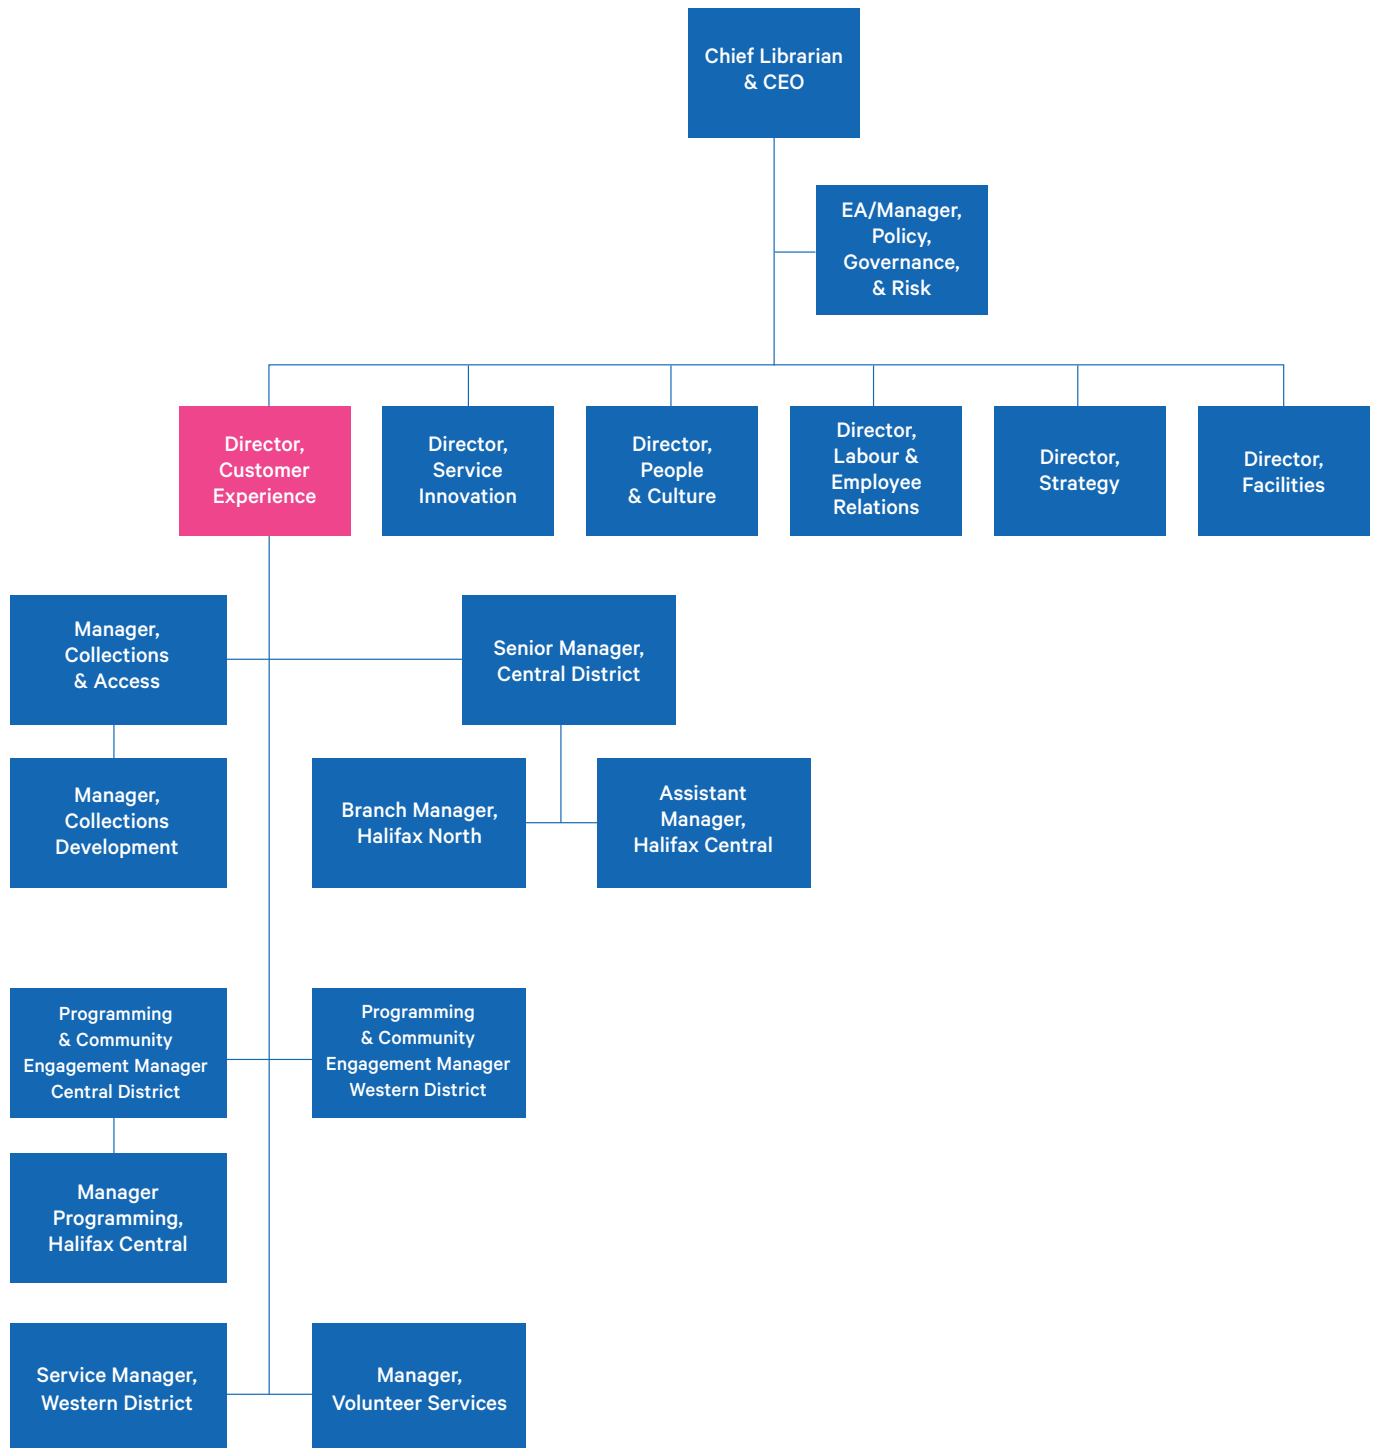 Chief Librarian
& CEO
EA/Manager,
Policy,
Governance,
& Risk
Director,
Customer
Experience
Director,
Service
Innovation
Director,
People
& Culture
Director,
Labour &
Employee
Relations
Director,
Strategy
Director,
Facilities
Manager,
Collections
& Access
Senior Manager,
Central District
Manager,
Collections
Development
Branch Manager,
Halifax North
Assistant
Manager,
Halifax Central
Programming
& Community
Engagement Manager
Central District
Programming
& Community
Engagement Manager
Western District
Manager
Programming,
Halifax Central
Service Manager,
Western District
Manager,
Volunteer Services